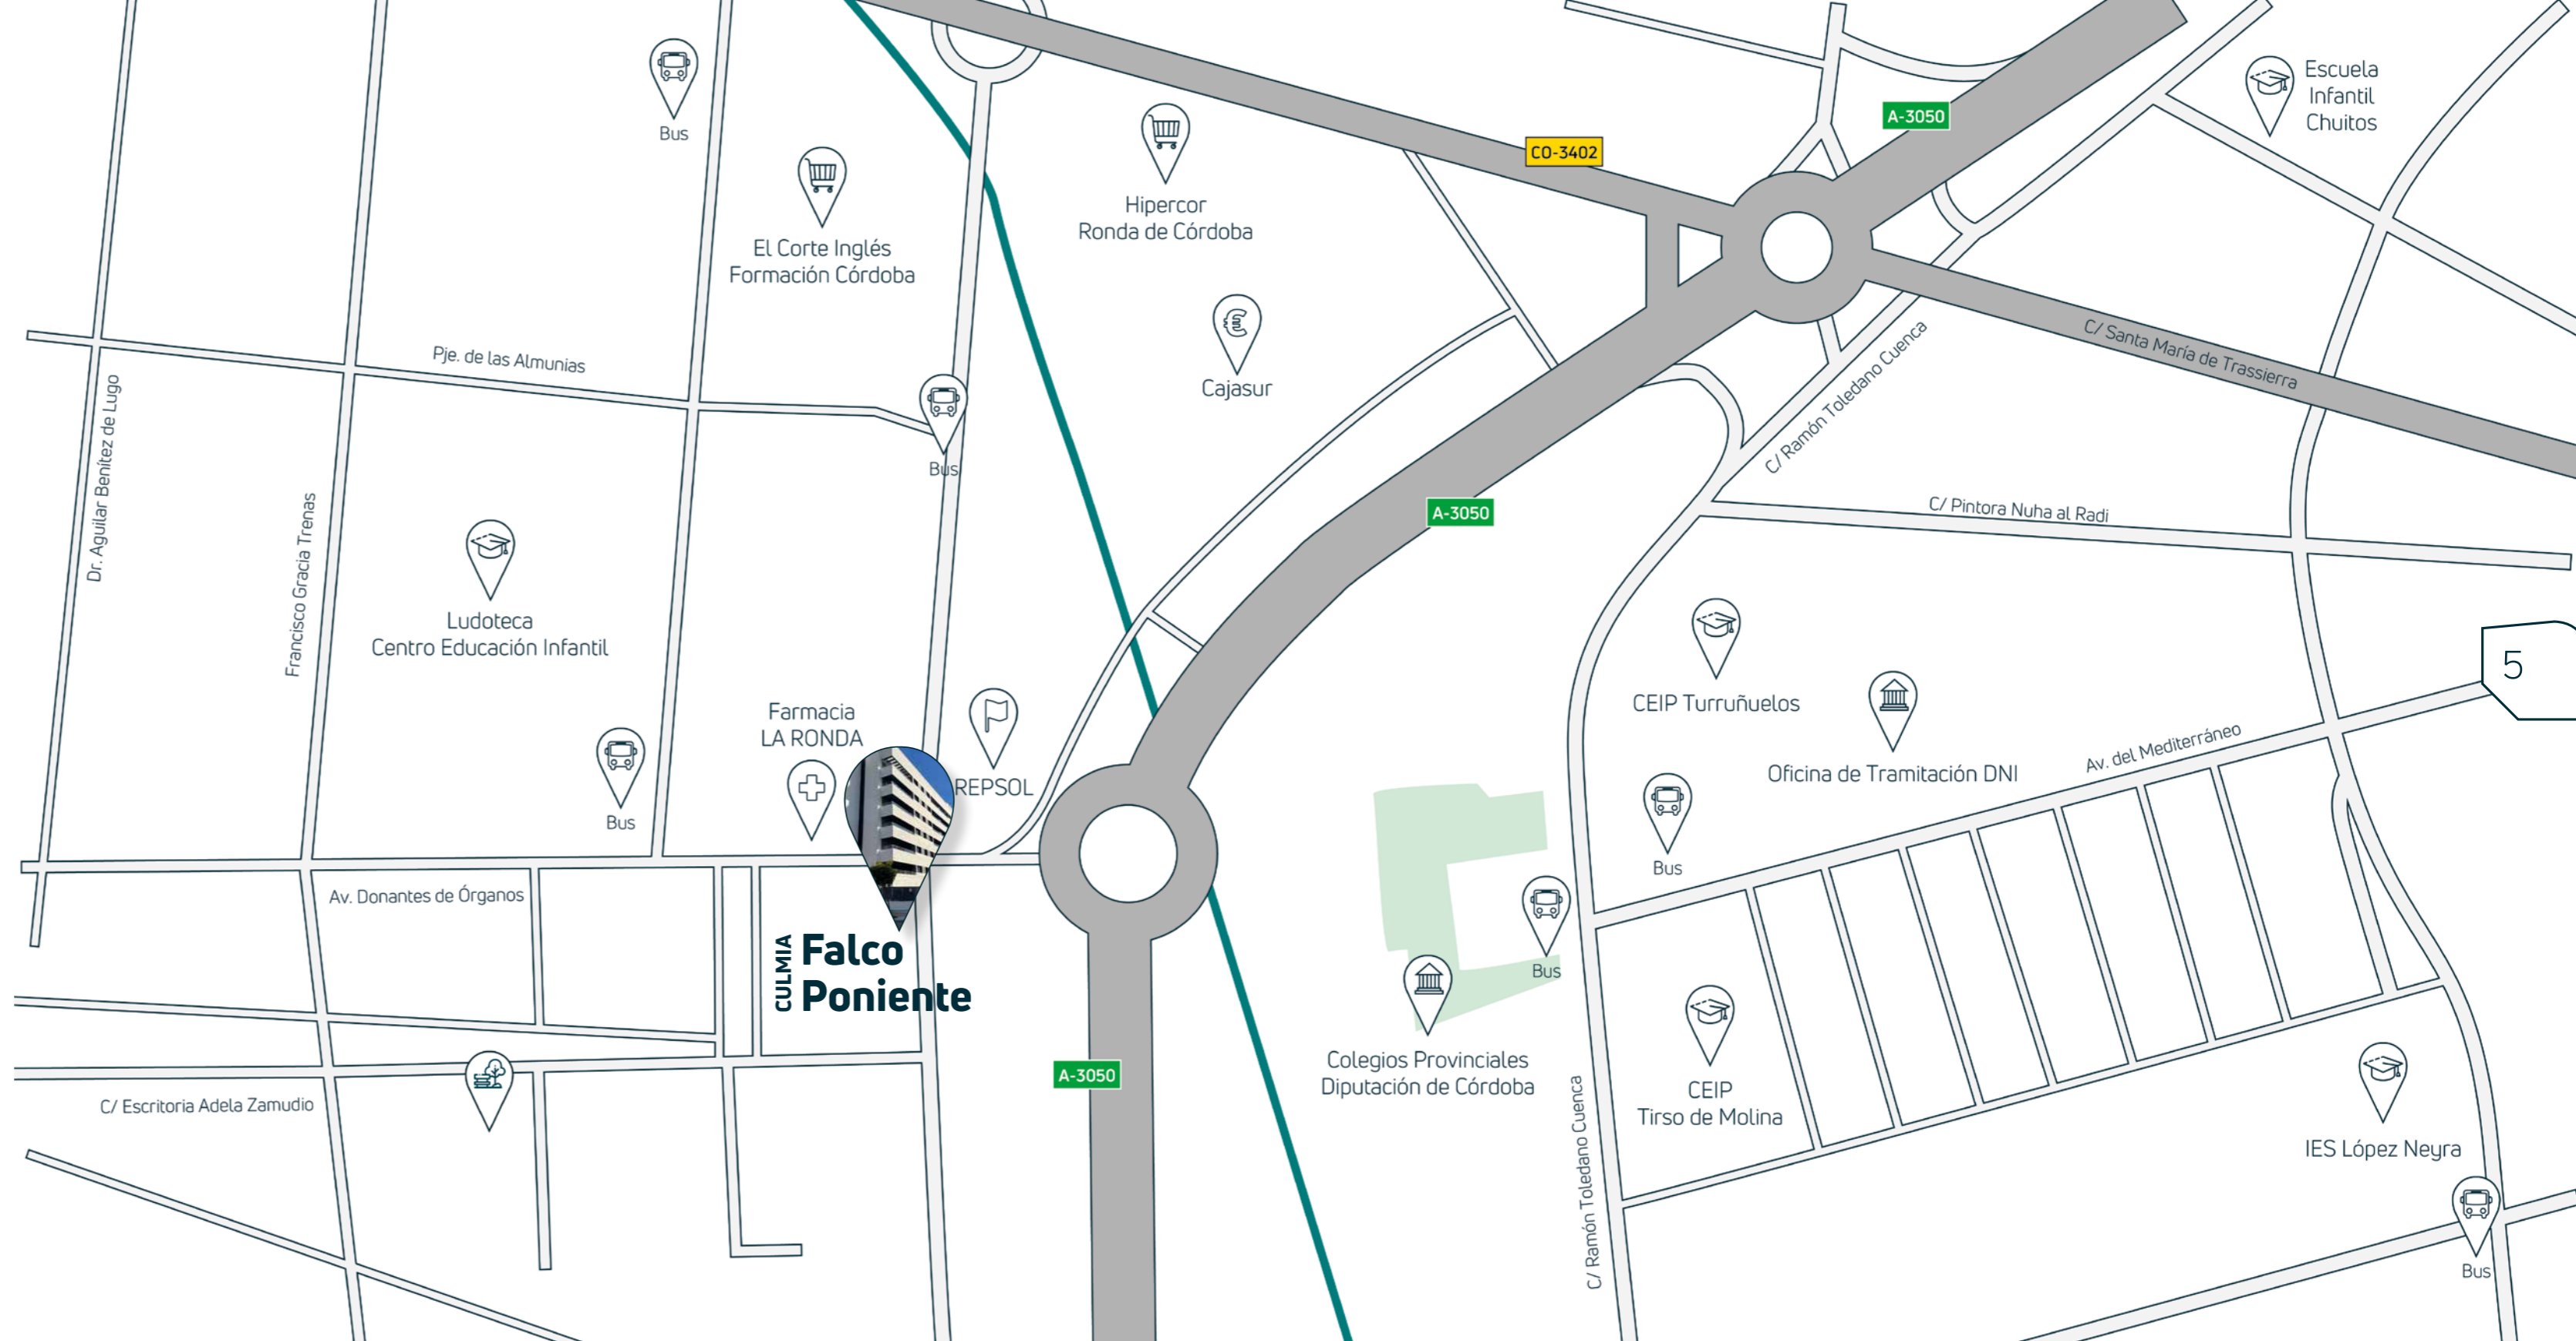 Bus
El Corte Inglés
Formación Córdoba
Hipercor
Ronda de Córdoba
Cajasur
CO-3402
A-3050
Escuela
Infantil
Chuitos
Pje. de las Almunias
Dr. Aguilar Benítez de Lugo
Francisco Gracia Trenas
Bus
C/ Santa María de Trassierra
C/ Ramón Toledano Cuenca
A-3050
C/ Pintora Nuha al Radi
Ludoteca
Centro Educación Infantil
Farmacia
LA RONDA
REPSOL
Bus
CEIP Turruñuelos
Oficina de Tramitación DNI
Av. del Mediterráneo
5
Bus
Av. Donantes de Órganos
CULMIA
Falco
Poniente
Bus
Colegios Provinciales
Diputación de Córdoba
A-3050
C/ Escritoria Adela Zamudio
C/ Ramón Toledano Cuenca
CEIP
Tirso de Molina
IES López Neyra
Bus